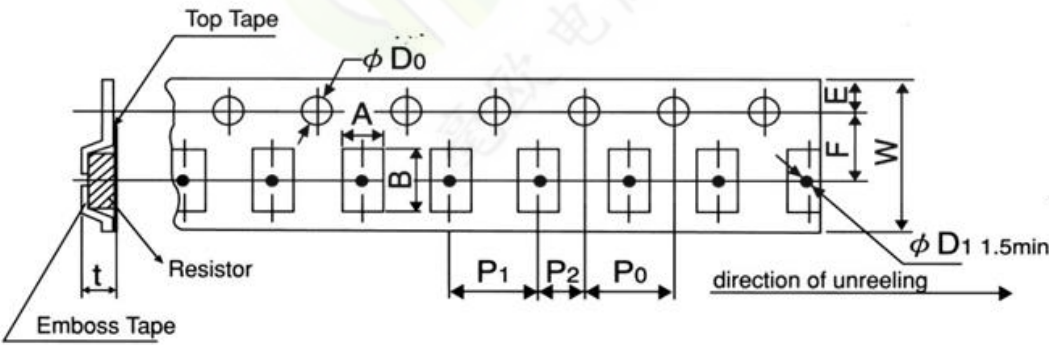 Top Tape
ϕ D0
A
E
B
F
W
ϕ D1 1.5min
Resistor
t
P1
P2
P0
direction of unreeling
Emboss Tape